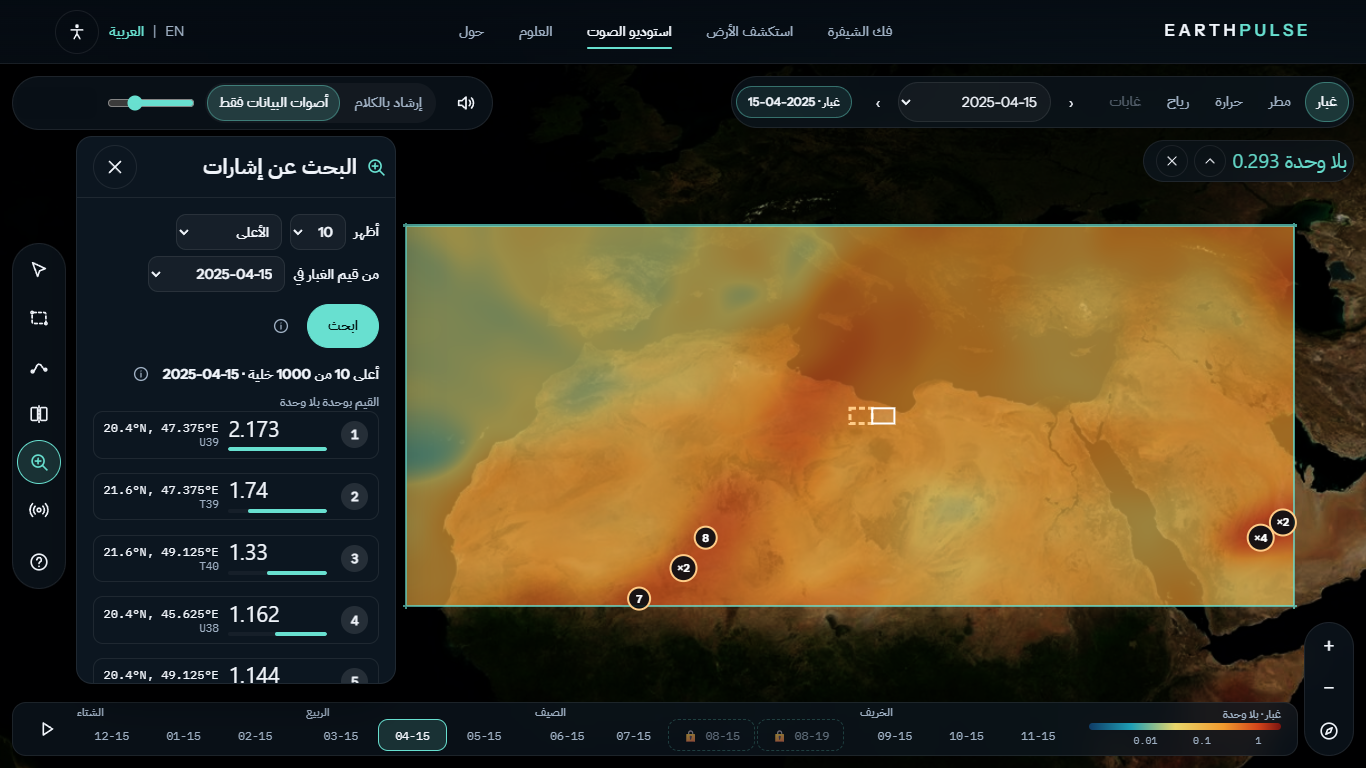 EARTHPULSE
فك الشيفرة
استكشف الأرض
استوديو الصوت
العلوم
حول
العربية | EN
غبار
مطر
حرارة
رياح
غابات
2025-04-15
غبار · 2025-04-15
إرشاد بالكلام
أصوات البيانات فقط
بلا وحدة 0.293
البحث عن إشارات
أظهر 10 الأعلى
من قيم الغبار في 2025-04-15
ابحث
أعلى 10 من 1000 خلية · 2025-04-15
القيم بوحدة بلا وحدة
1 2.173 20.4°N, 47.375°E
U39
2 1.74 21.6°N, 47.375°E
T39
3 1.33 21.6°N, 49.125°E
T40
4 1.162 20.4°N, 45.625°E
U38
5 1.144 20.4°N, 49.125°E
8
×2
7
×2
×4
الشتاء
الربيع
الصيف
الخريف
12-15
01-15
02-15
03-15
04-15
05-15
06-15
07-15
08-15
08-19
09-15
10-15
11-15
غبار · بلا وحدة
0.01 0.1 1